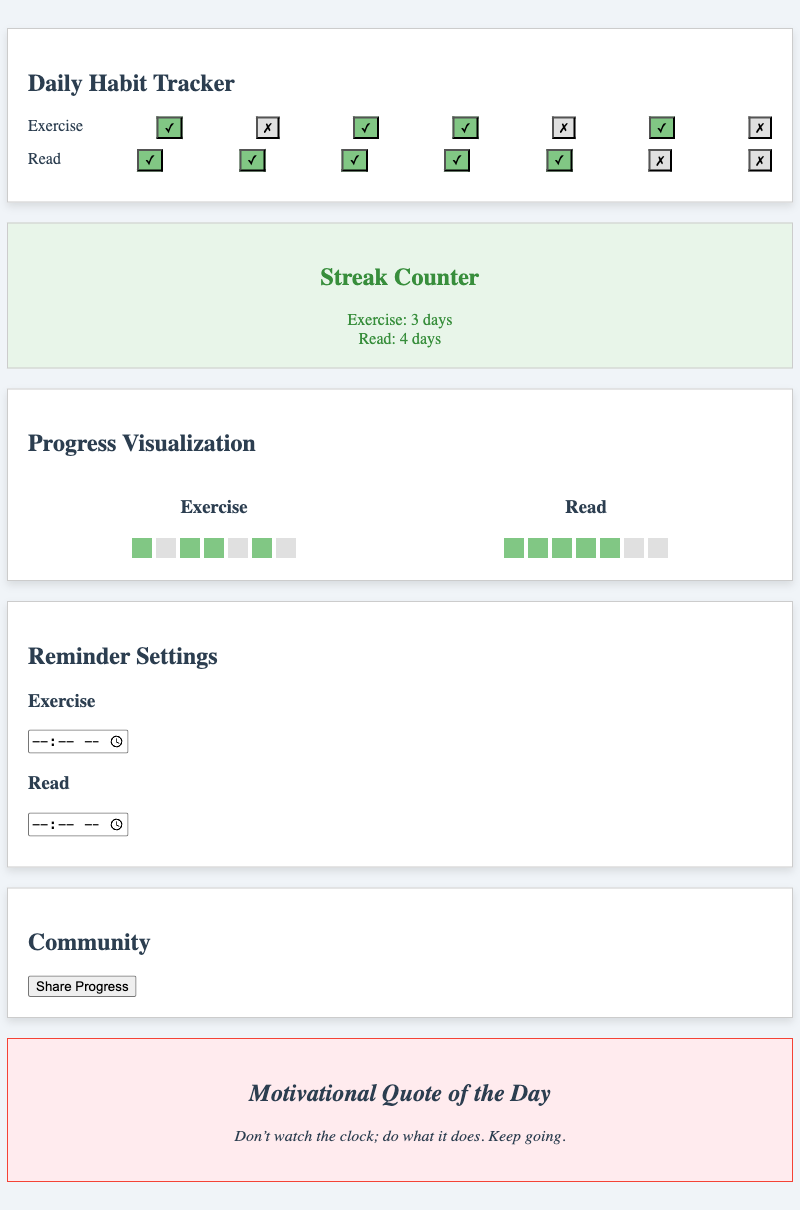 Daily Habit Tracker
Exercise ✓ ✗ ✓ ✓ ✗ ✓ ✗
Read ✓ ✓ ✓ ✓ ✓ ✗ ✗
Streak Counter
Exercise: 3 days
Read: 4 days
Progress Visualization
Exercise Read
Reminder Settings
Exercise
--:-- --
Read
--:-- --
Community
Share Progress
Motivational Quote of the Day
Don’t watch the clock; do what it does. Keep going.